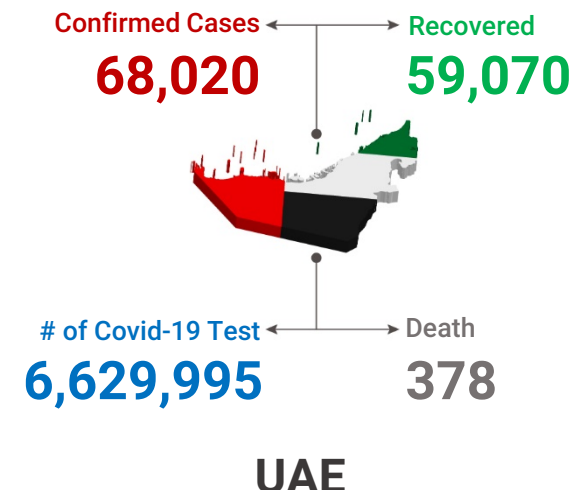 Confirmed Cases
68,020
Recovered
59,070
# of Covid-19 Test
6,629,995
Death
378
UAE